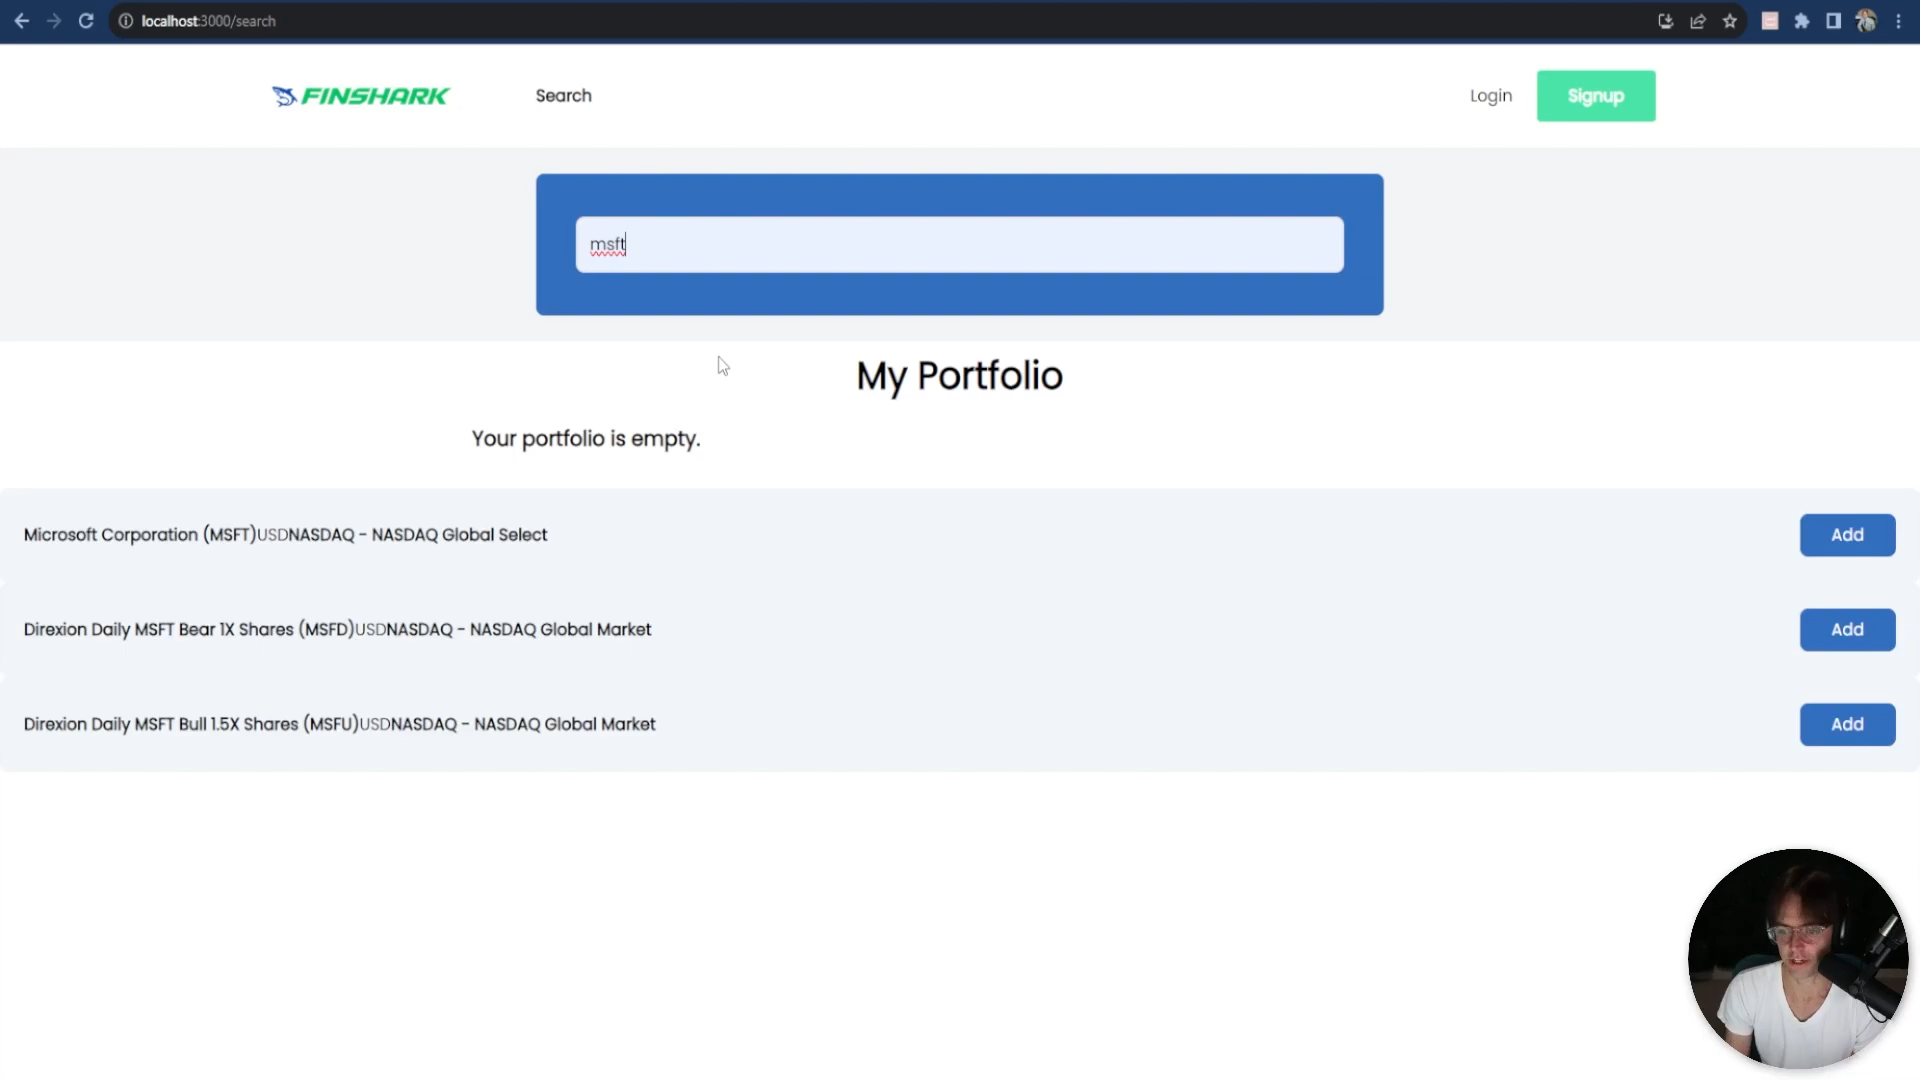 localhost:3000/search
FINSHARK
Search
Login
Signup
msft
My Portfolio
Your portfolio is empty.
Microsoft Corporation (MSFT)USDNASDAQ - NASDAQ Global Select
Add
Direxion Daily MSFT Bear 1X Shares (MSFD)USDNASDAQ - NASDAQ Global Market
Add
Direxion Daily MSFT Bull 1.5X Shares (MSFU)USDNASDAQ - NASDAQ Global Market
Add